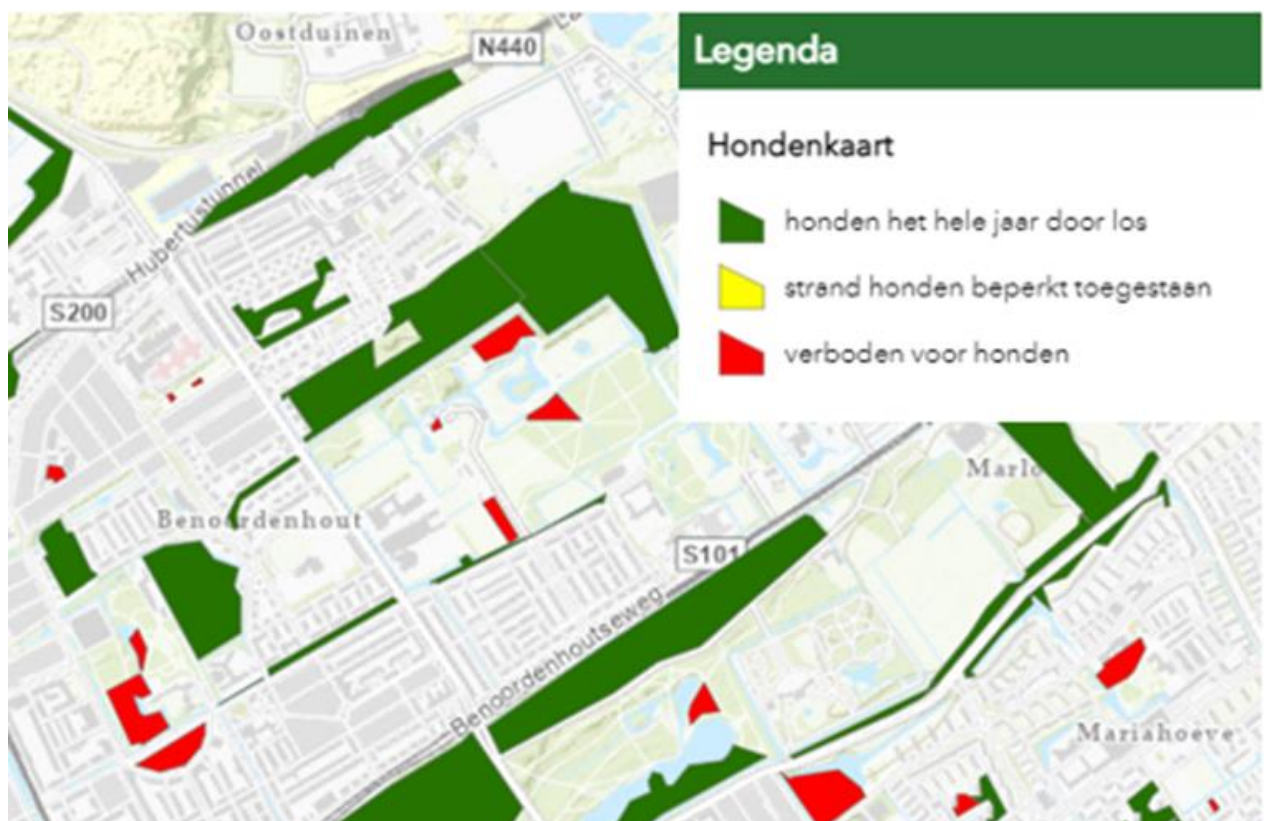 Oostduinen
N440
Legenda
Hondenkaart
honden het hele jaar door los
strand honden beperkt toegestaan
verboden voor honden
Hubertustunnel
S200
Benoordenhout
S101
Benoordenhoutseweg
Mariahoeve